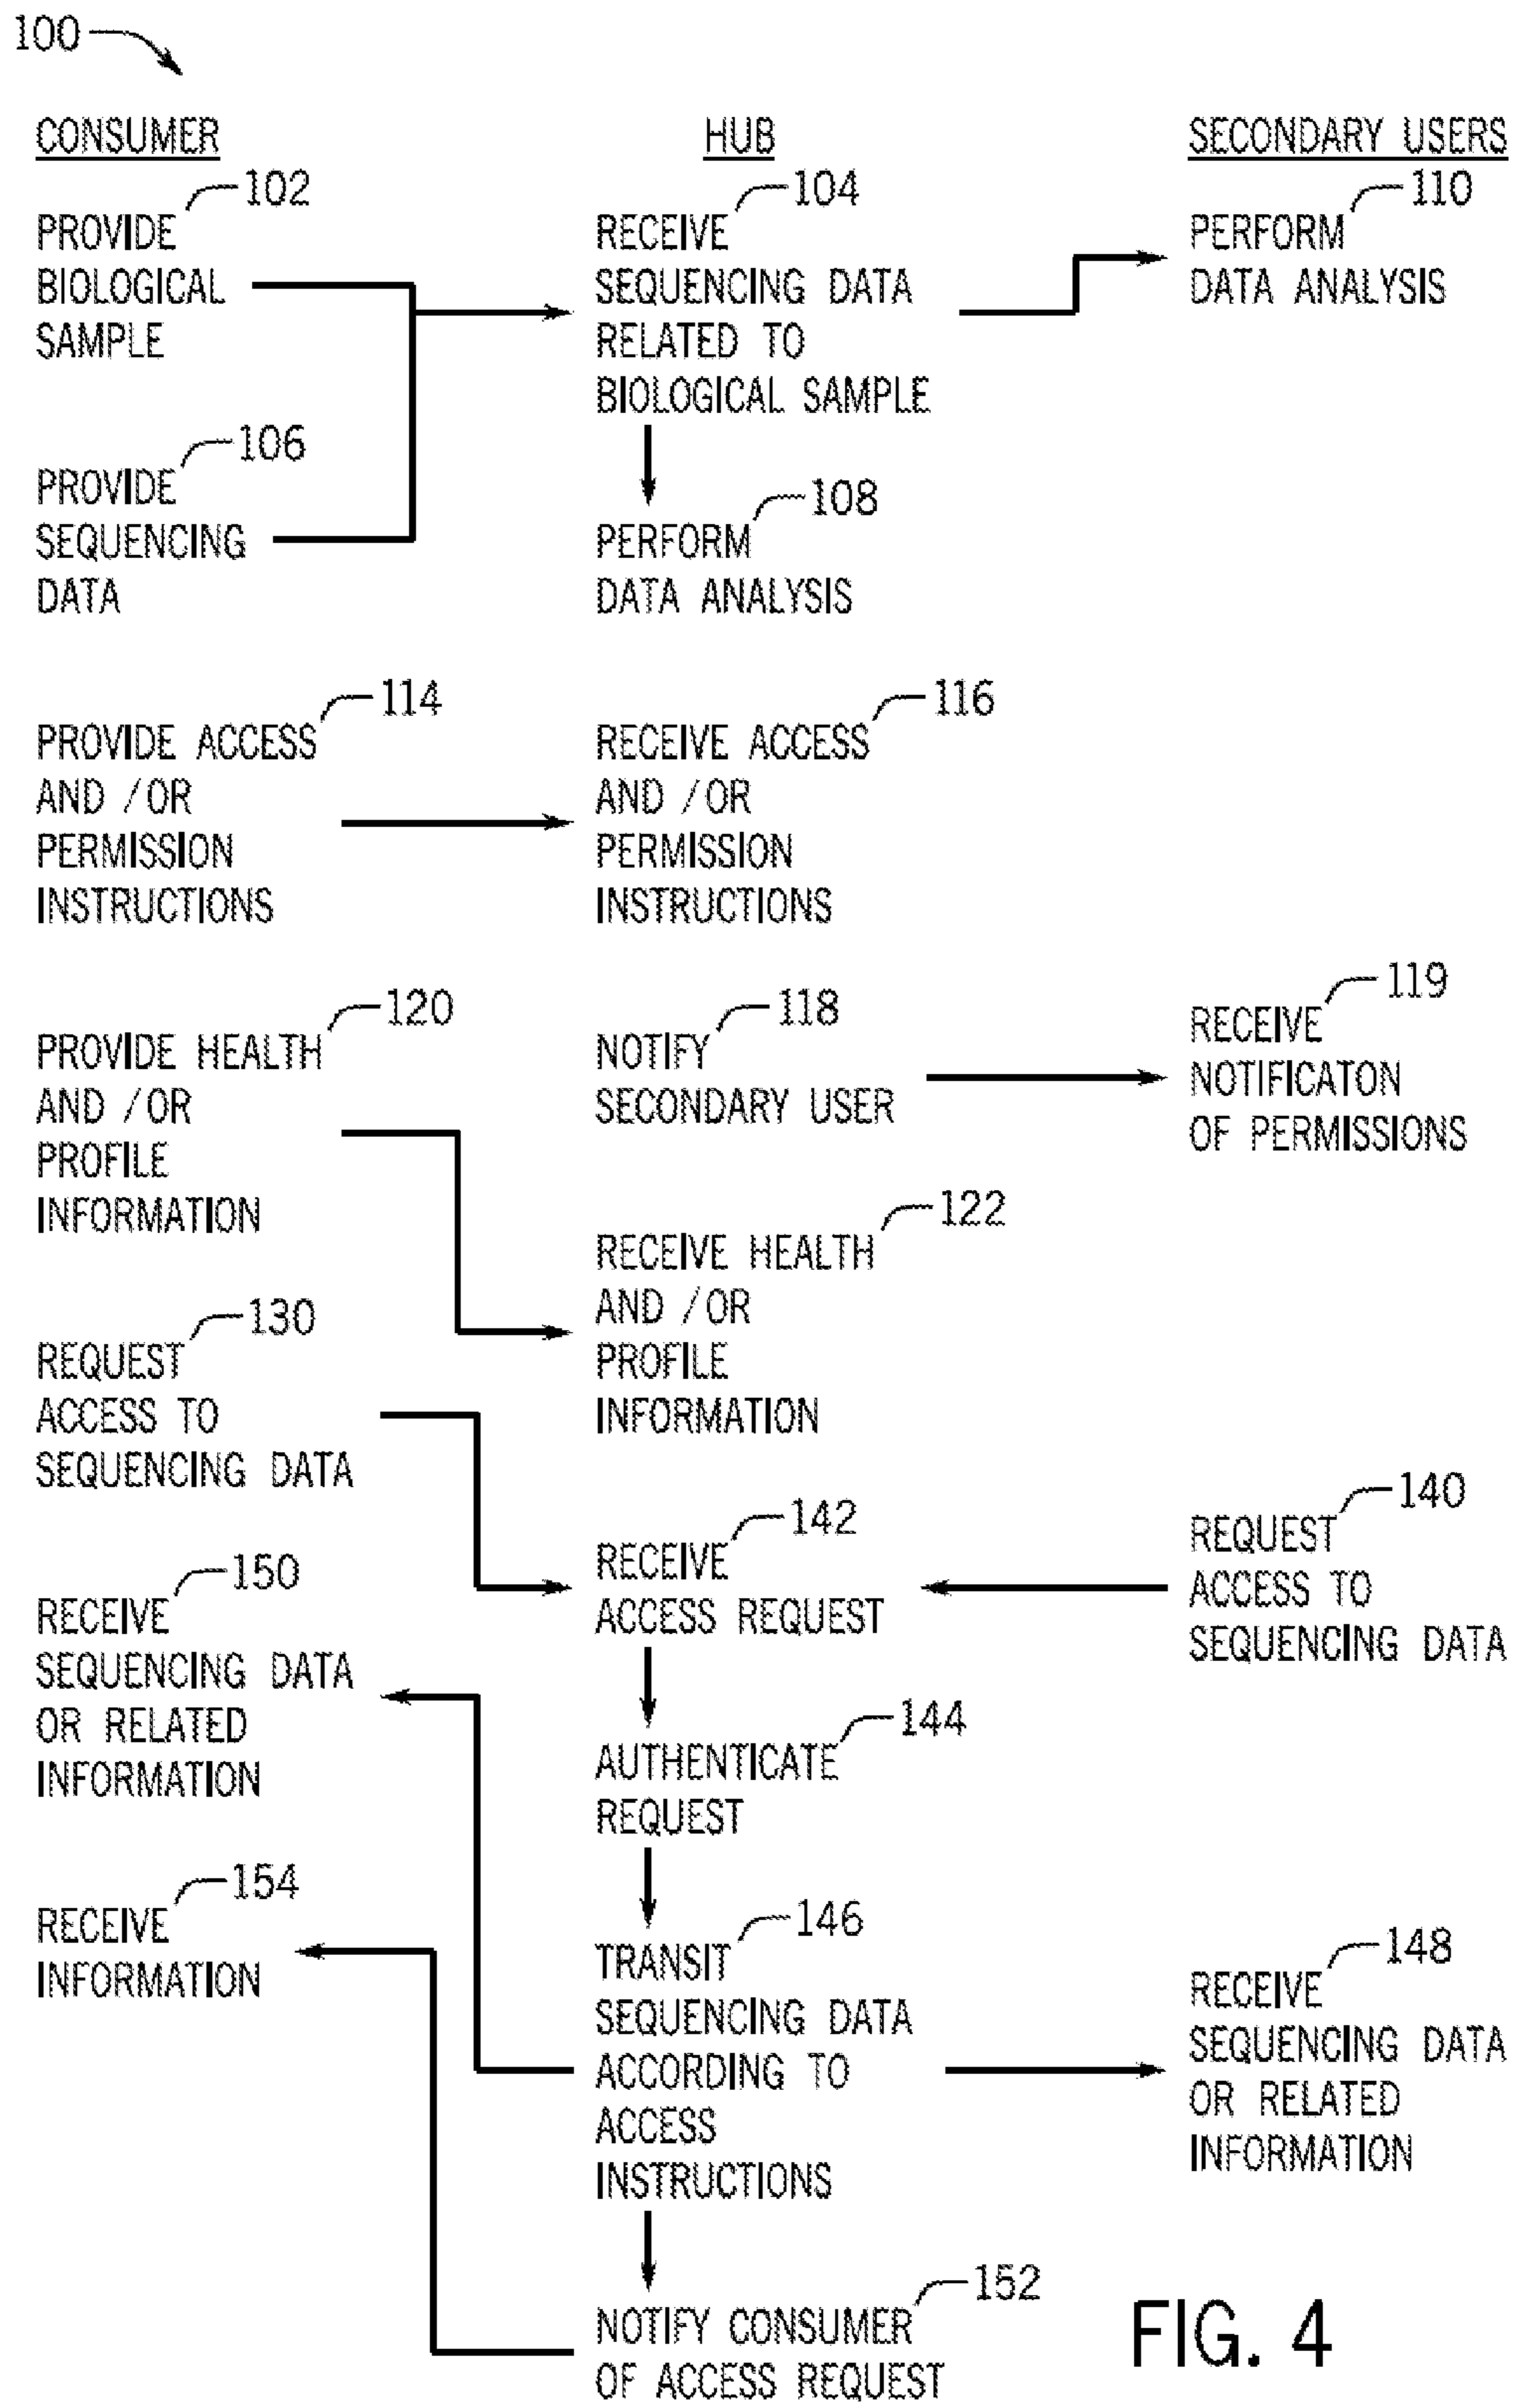 100
CONSUMER
HUB
SECONDARY USERS
102
PROVIDE
BIOLOGICAL
SAMPLE
104
RECEIVE
SEQUENCING DATA
RELATED TO
BIOLOGICAL SAMPLE
110
PERFORM
DATA ANALYSIS
106
PROVIDE
SEQUENCING
DATA
108
PERFORM
DATA ANALYSIS
114
PROVIDE ACCESS
AND /OR
PERMISSION
INSTRUCTIONS
116
RECEIVE ACCESS
AND /OR
PERMISSION
INSTRUCTIONS
120
PROVIDE HEALTH
AND /OR
PROFILE
INFORMATION
118
NOTIFY
SECONDARY USER
119
RECEIVE
NOTIFICATON
OF PERMISSIONS
122
RECEIVE HEALTH
AND /OR
PROFILE
INFORMATION
130
REQUEST
ACCESS TO
SEQUENCING DATA
142
RECEIVE
ACCESS REQUEST
140
REQUEST
ACCESS TO
SEQUENCING DATA
150
RECEIVE
SEQUENCING DATA
OR RELATED
INFORMATION
144
AUTHENTICATE
REQUEST
154
RECEIVE
INFORMATION
146
TRANSIT
SEQUENCING DATA
ACCORDING TO
ACCESS
INSTRUCTIONS
148
RECEIVE
SEQUENCING DATA
OR RELATED
INFORMATION
152
NOTIFY CONSUMER
OF ACCESS REQUEST
FIG. 4